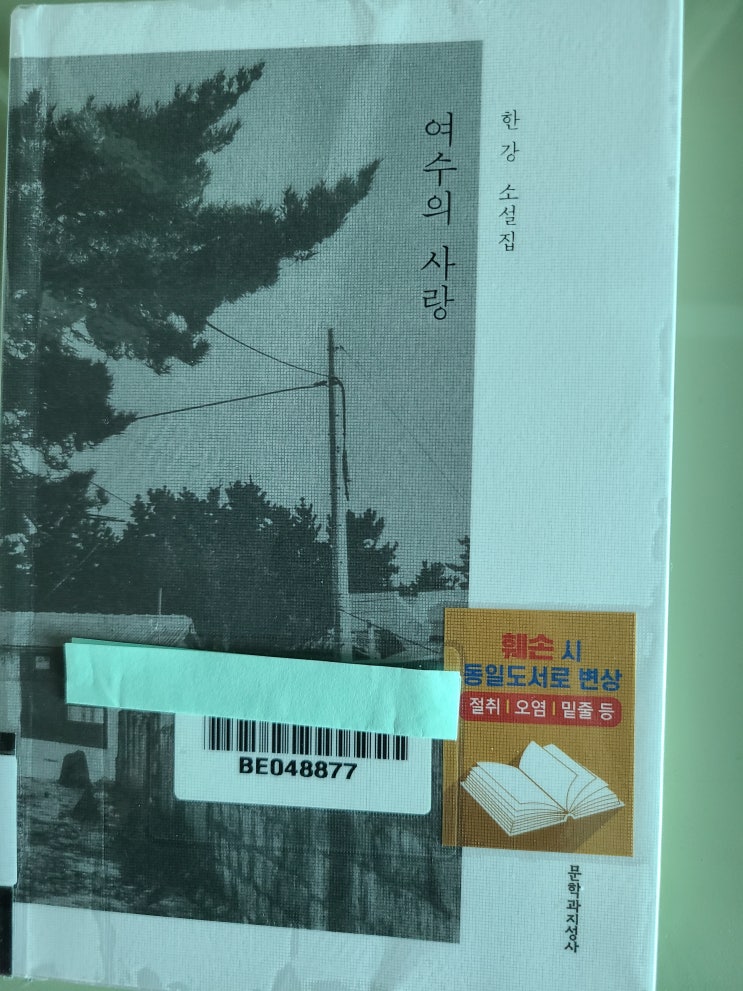 여수의 사랑
한 강 소설집
훼손 시
동일도서로 변상
절취 | 오염 | 밑줄 등
BE048877
문학과지성사